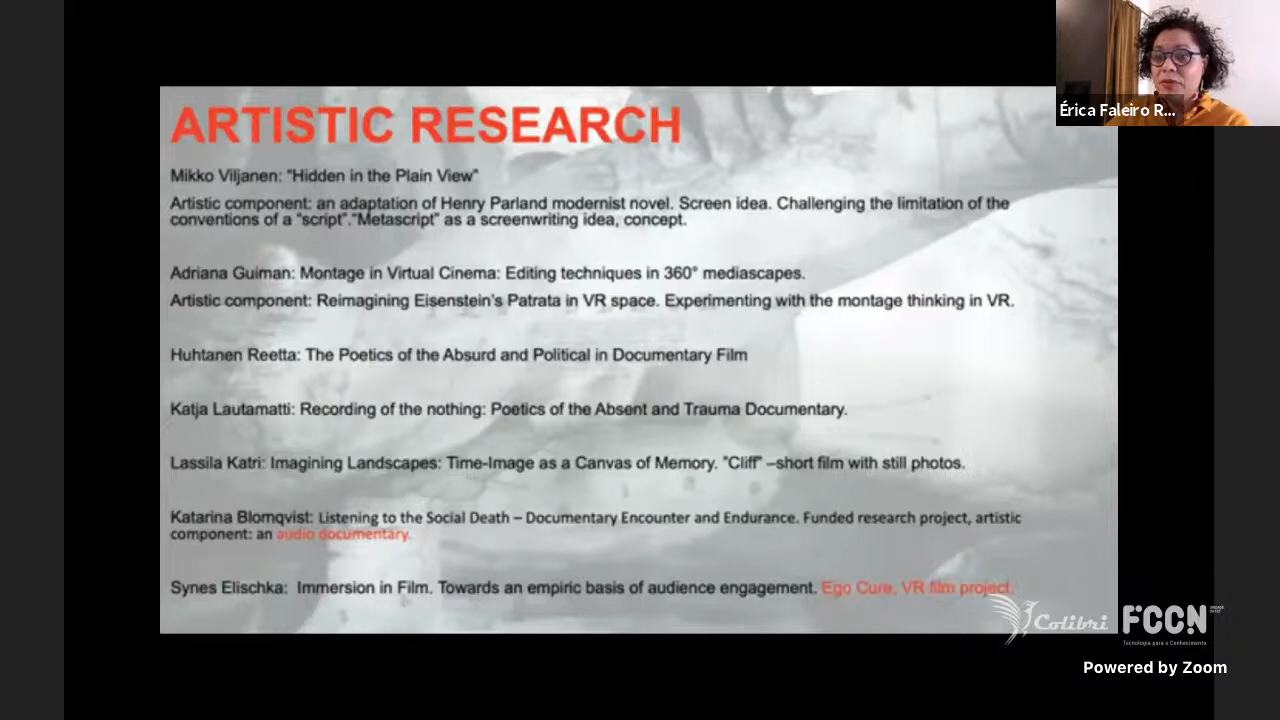 Érica Faleiro R...
ARTISTIC RESEARCH
Mikko Viljanen: "Hidden in the Plain View"
Artistic component: an adaptation of Henry Parland modernist novel. Screen idea. Challenging the limitation of the
conventions of a "script"."Metascript" as a screenwriting idea, concept.
Adriana Guiman: Montage in Virtual Cinema: Editing techniques in 360° mediascapes.
Artistic component: Reimagining Eisenstein's Patrata in VR space. Experimenting with the montage thinking in VR.
Huhtanen Reetta: The Poetics of the Absurd and Political in Documentary Film
Katja Lautamatti: Recording of the nothing: Poetics of the Absent and Trauma Documentary.
Lassila Katri: Imagining Landscapes: Time-Image as a Canvas of Memory. "Cliff" –short film with still photos.
Katarina Blomqvist: Listening to the Social Death – Documentary Encounter and Endurance. Funded research project, artistic
component: an audio documentary.
Synes Elischka: Immersion in Film. Towards an empiric basis of audience engagement. Ego Cure, VR film project.
Colibri FCCN
Tecnologia para o Conhecimento
Powered by Zoom